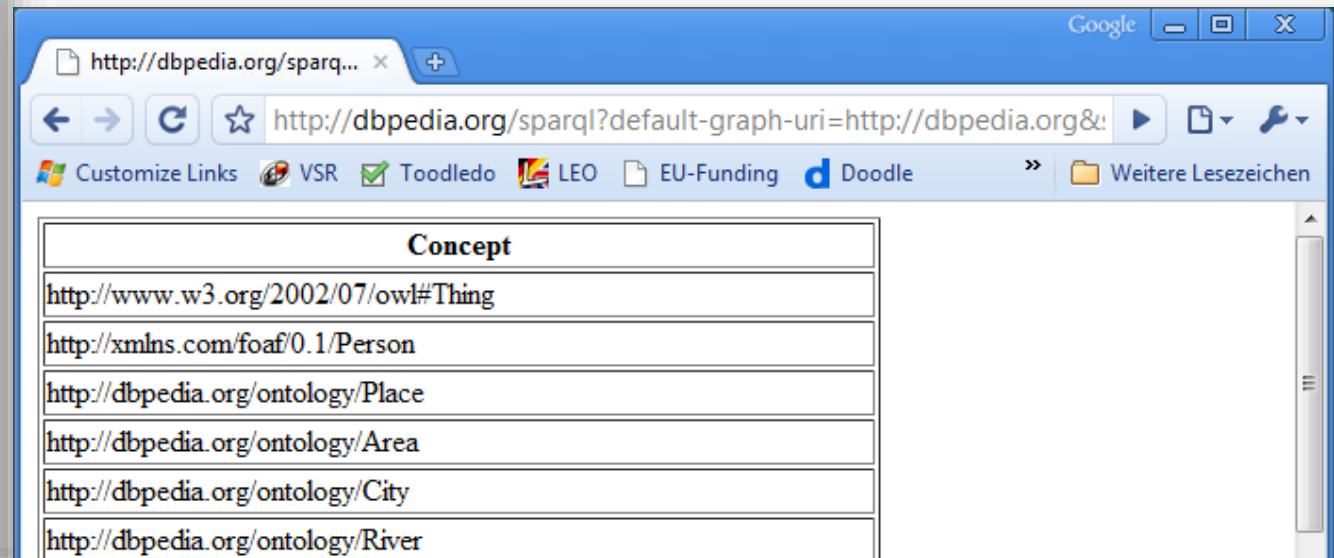 Google
http://dbpedia.org/sparq...
http://dbpedia.org/sparql?default-graph-uri=http://dbpedia.org&
Customize Links VSR Toodledo LEO EU-Funding Doodle » Weitere Lesezeichen
Concept
http://www.w3.org/2002/07/owl#Thing
http://xmlns.com/foaf/0.1/Person
http://dbpedia.org/ontology/Place
http://dbpedia.org/ontology/Area
http://dbpedia.org/ontology/City
http://dbpedia.org/ontology/River